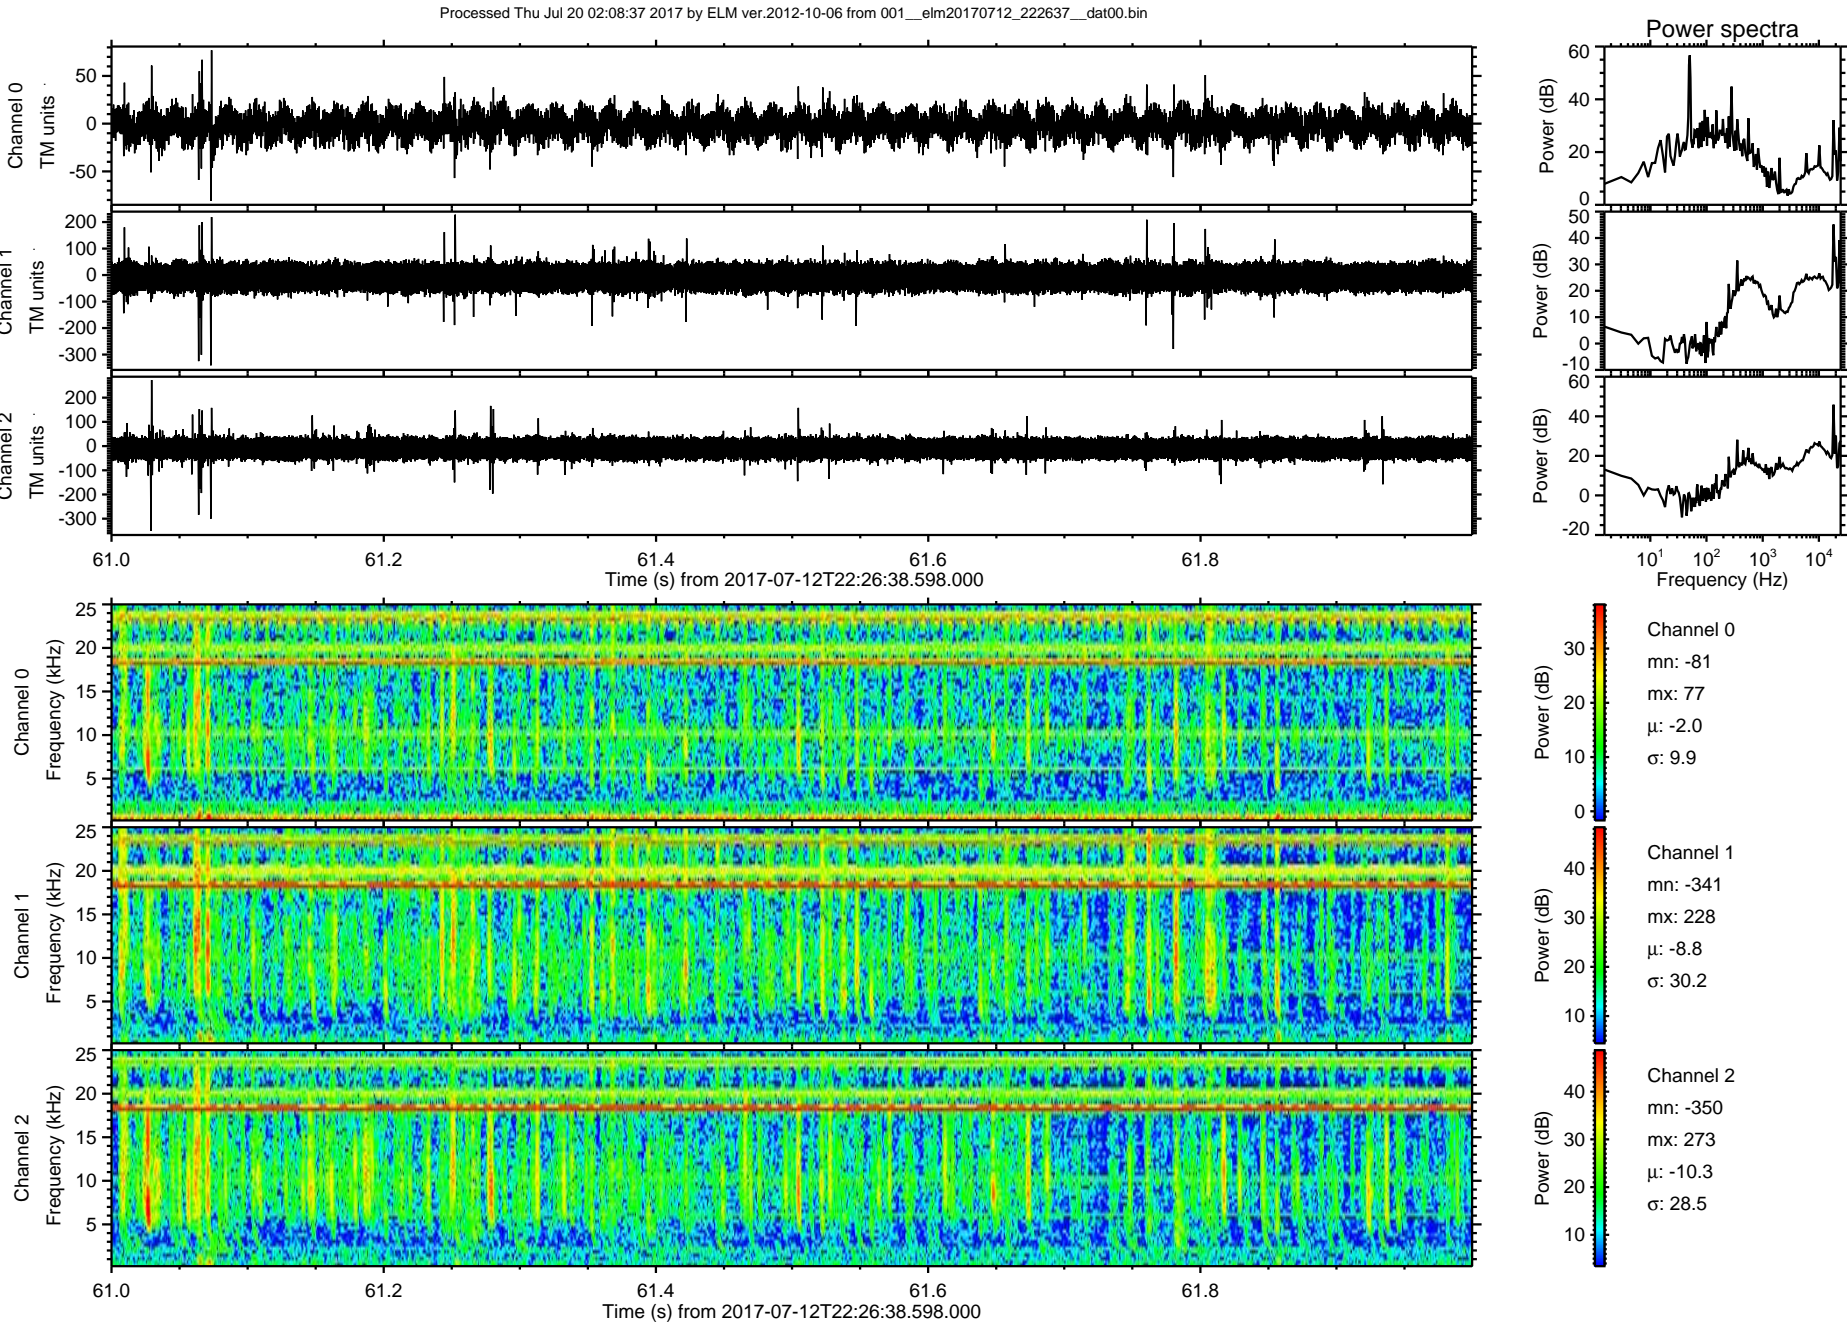 Processed Thu Jul 20 02:08:37 2017 by ELM ver.2012-10-06 from 001__elm20170712_222637__dat00.bin
Power spectra
Channel 0
TM units
50
0
-50
Power (dB)
60
40
20
0
Channel 1
TM units
200
100
0
-100
-200
-300
Power (dB)
50
40
30
20
10
0
-10
Channel 2
TM units
200
100
0
-100
-200
-300
Power (dB)
60
40
20
0
-20
61.0 61.2 61.4 61.6 61.8
Time (s) from 2017-07-12T22:26:38.598.000
10^1 10^2 10^3 10^4
Frequency (Hz)
Channel 0
Frequency (kHz)
25
20
15
10
5
Power (dB)
30
20
10
0
Channel 0
mn: -81
mx: 77
μ: -2.0
σ: 9.9
Channel 1
Frequency (kHz)
25
20
15
10
5
Power (dB)
40
30
20
10
Channel 1
mn: -341
mx: 228
μ: -8.8
σ: 30.2
Channel 2
Frequency (kHz)
25
20
15
10
5
Power (dB)
40
30
20
10
Channel 2
mn: -350
mx: 273
μ: -10.3
σ: 28.5
61.0 61.2 61.4 61.6 61.8
Time (s) from 2017-07-12T22:26:38.598.000